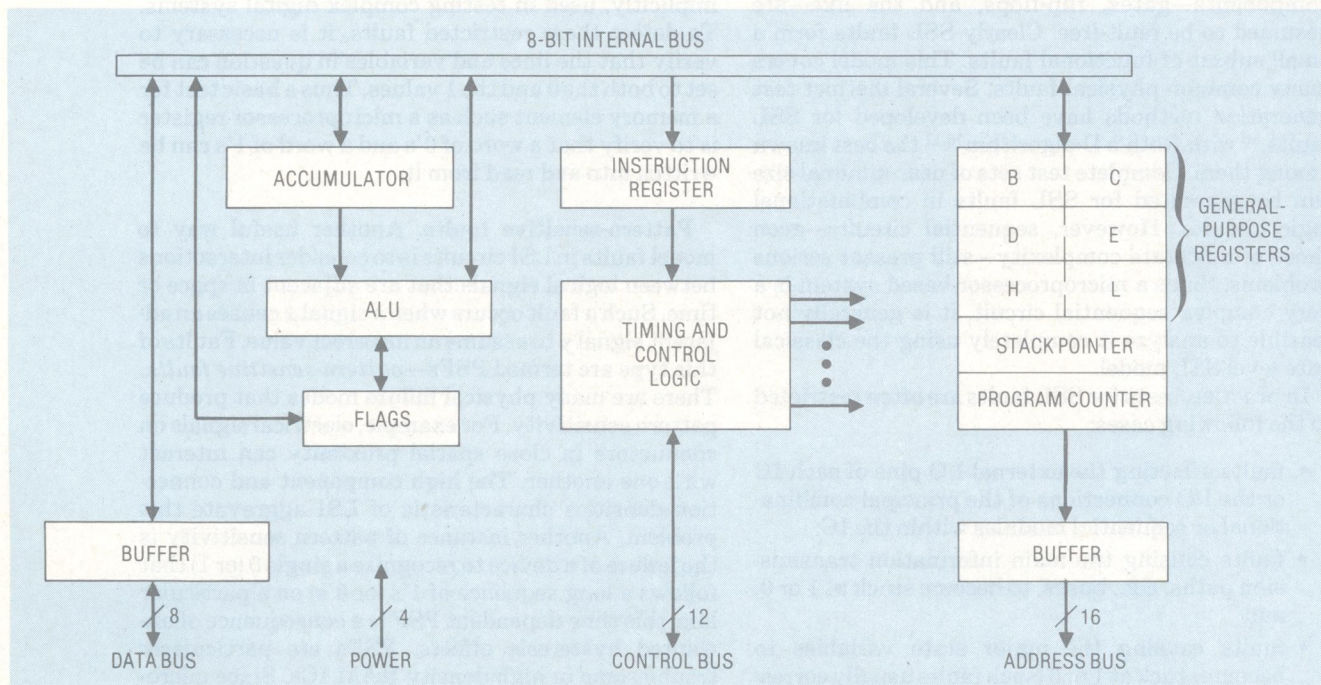 8-BIT INTERNAL BUS
ACCUMULATOR
INSTRUCTION
REGISTER
B
C
D
E
H
L
GENERAL-
PURPOSE
REGISTERS
ALU
TIMING AND
CONTROL
LOGIC
STACK POINTER
PROGRAM COUNTER
FLAGS
BUFFER
BUFFER
8
4
12
16
DATA BUS
POWER
CONTROL BUS
ADDRESS BUS